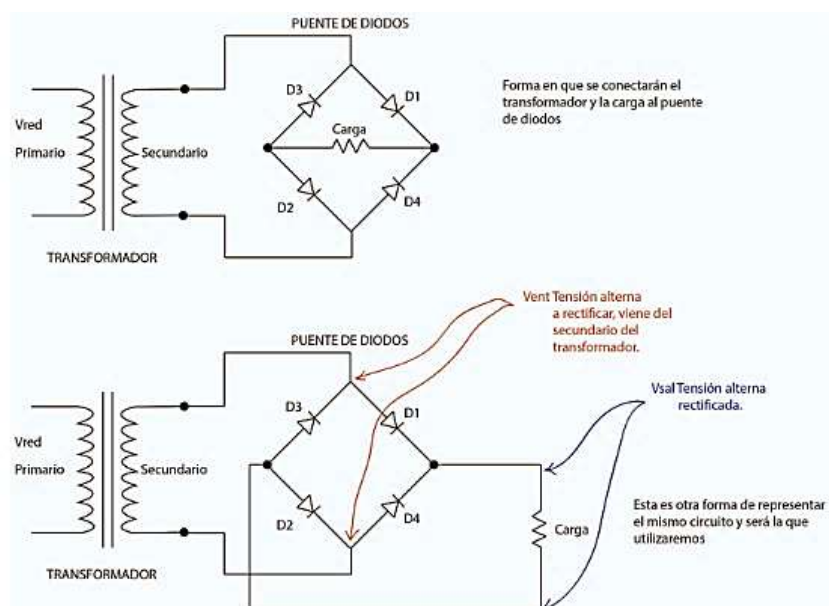 PUENTE DE DIODOS
D3
D1
Forma en que se conectarán el
transformador y la carga al puente
de diodos
Vred
Primario
Secundario
Carga
D2
D4
TRANSFORMADOR
Vent Tensión alterna
a rectificar, viene del
secundario del
transformador.
PUENTE DE DIODOS
Vsal Tensión alterna
rectificada.
D3
D1
Vred
Primario
Secundario
D2
D4
Carga
Esta es otra forma de representar
el mismo circuito y será la que
utilizaremos
TRANSFORMADOR